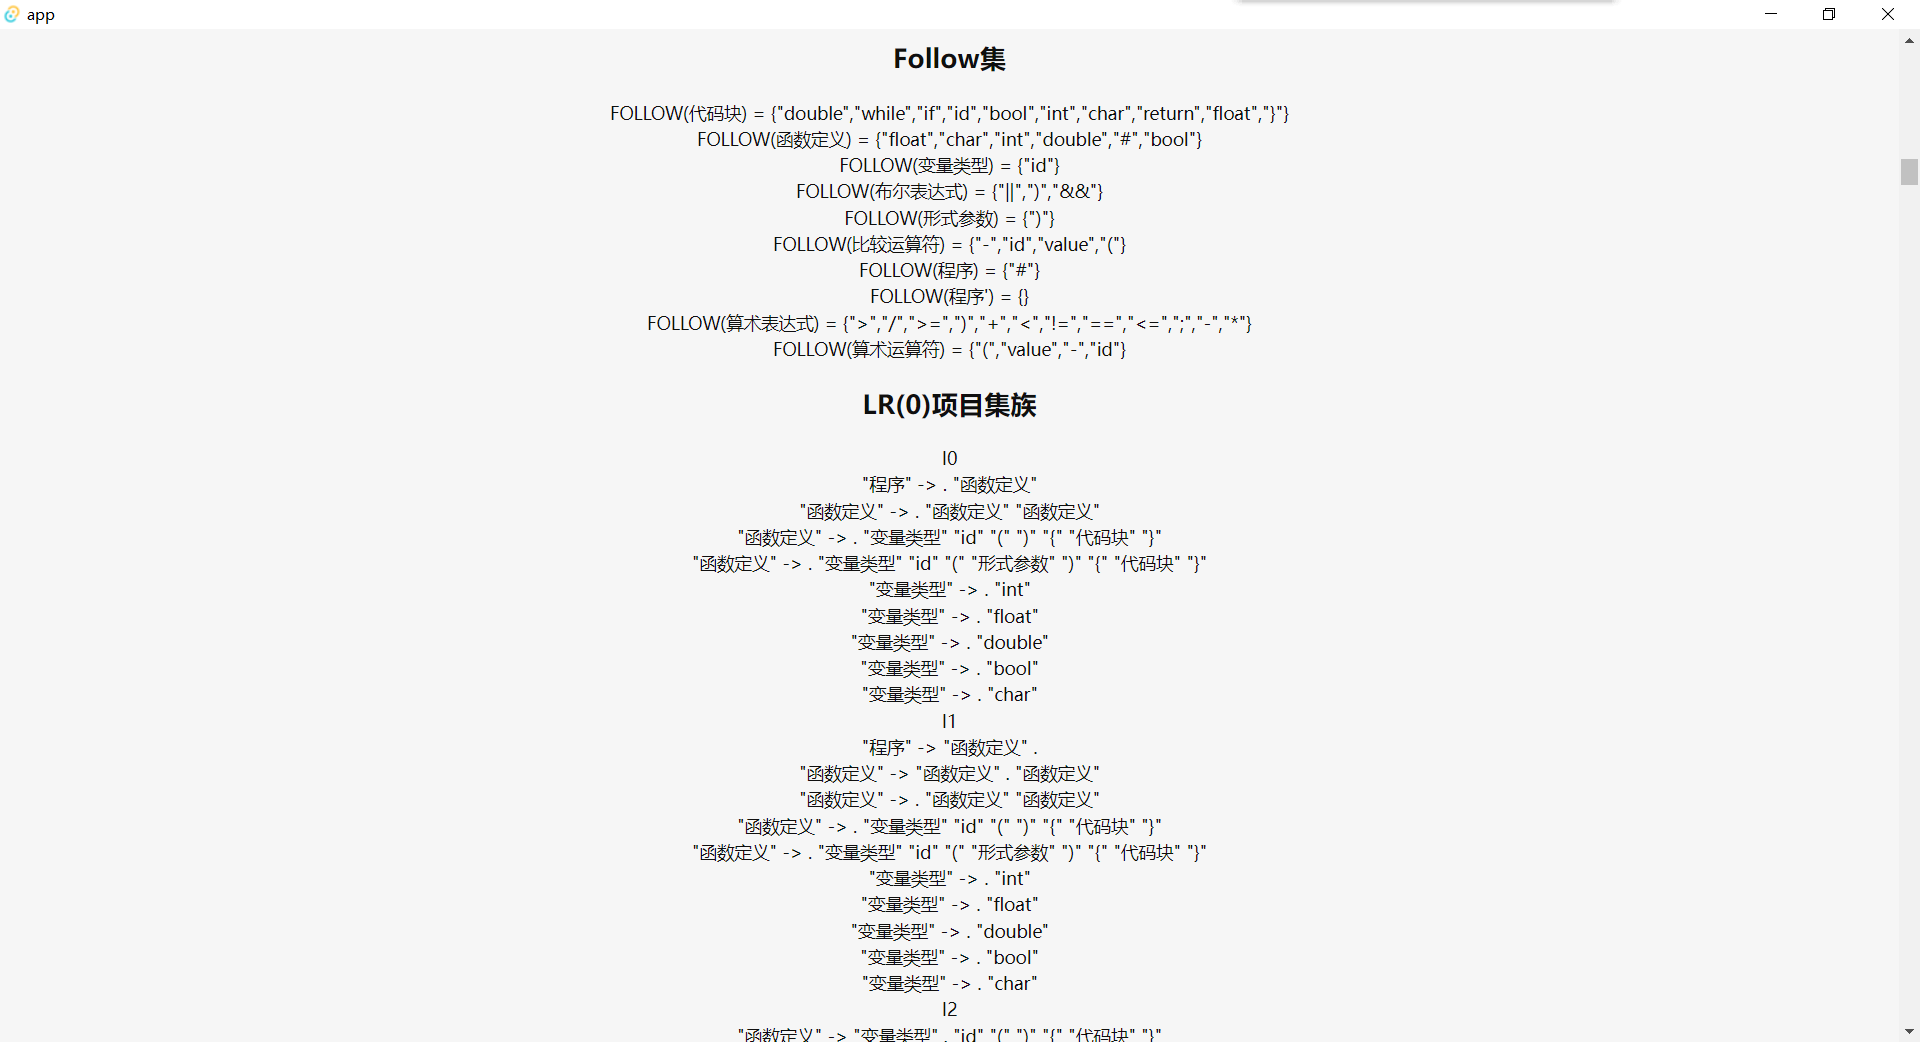 app
Follow集
FOLLOW(代码块) = {"double","while","if","id","bool","int","char","return","float","}"}
FOLLOW(函数定义) = {"float","char","int","double","#","bool"}
FOLLOW(变量类型) = {"id"}
FOLLOW(布尔表达式) = {"||",")","&&"}
FOLLOW(形式参数) = {")"}
FOLLOW(比较运算符) = {"-","id","value","("}
FOLLOW(程序) = {"#"}
FOLLOW(程序') = {}
FOLLOW(算术表达式) = {">","/",">=",")","+","<","!=","==","<=",";","-","*"}
FOLLOW(算术运算符) = {"(","value","-","id"}
LR(0)项目集族
I0
"程序" -> . "函数定义"
"函数定义" -> . "函数定义" "函数定义"
"函数定义" -> . "变量类型" "id" "(" ")" "{" "代码块" "}"
"函数定义" -> . "变量类型" "id" "(" "形式参数" ")" "{" "代码块" "}"
"变量类型" -> . "int"
"变量类型" -> . "float"
"变量类型" -> . "double"
"变量类型" -> . "bool"
"变量类型" -> . "char"
I1
"程序" -> "函数定义" .
"函数定义" -> "函数定义" . "函数定义"
"函数定义" -> . "函数定义" "函数定义"
"函数定义" -> . "变量类型" "id" "(" ")" "{" "代码块" "}"
"函数定义" -> . "变量类型" "id" "(" "形式参数" ")" "{" "代码块" "}"
"变量类型" -> . "int"
"变量类型" -> . "float"
"变量类型" -> . "double"
"变量类型" -> . "bool"
"变量类型" -> . "char"
I2
"函数定义" -> "变量类型" . "id" "(" ")" "{" "代码块" "}"